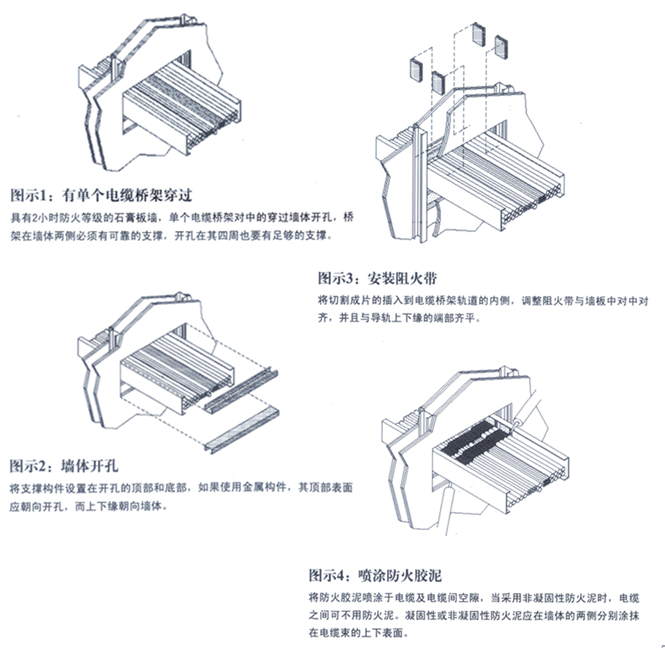 图示1：有单个电缆桥架穿过
具有2小时防火等级的石膏板墙，单个电缆桥架对中的穿过墙体开孔，桥
架在墙体两侧必须有可靠的支撑，开孔在其四周也要有足够的支撑。
图示2：墙体开孔
将支撑构件设置在开孔的顶部和底部，如果使用金属构件，其顶部表面
应朝向开孔，而上下缘朝向墙体。
图示3：安装阻火带
将切割成片的插入到电缆桥架轨道的内侧，调整阻火带与墙板中对中对
齐，并且与导轨上下缘的端部齐平。
图示4：喷涂防火胶泥
将防火胶泥喷涂于电缆及电缆间空隙，当采用非凝固性防火泥时，电缆
之间可不用防火泥。凝固性或非凝固性防火泥应在墙体的两侧分别涂抹
在电缆束的上下表面。